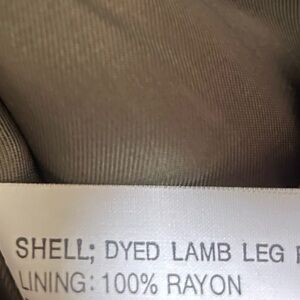 SHELL; DYED LAMB LEG
LINING: 100% RAYON